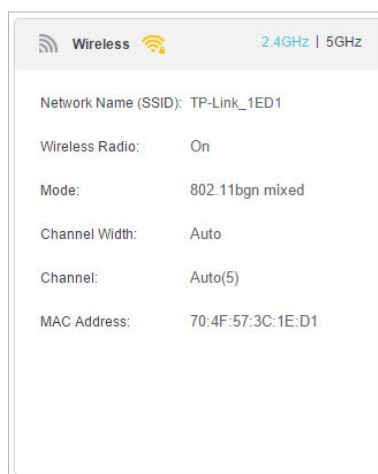 Wireless 2.4GHz | 5GHz
Network Name (SSID): TP-Link_1ED1
Wireless Radio: On
Mode: 802.11bgn mixed
Channel Width: Auto
Channel: Auto(5)
MAC Address: 70:4F:57:3C:1E:D1